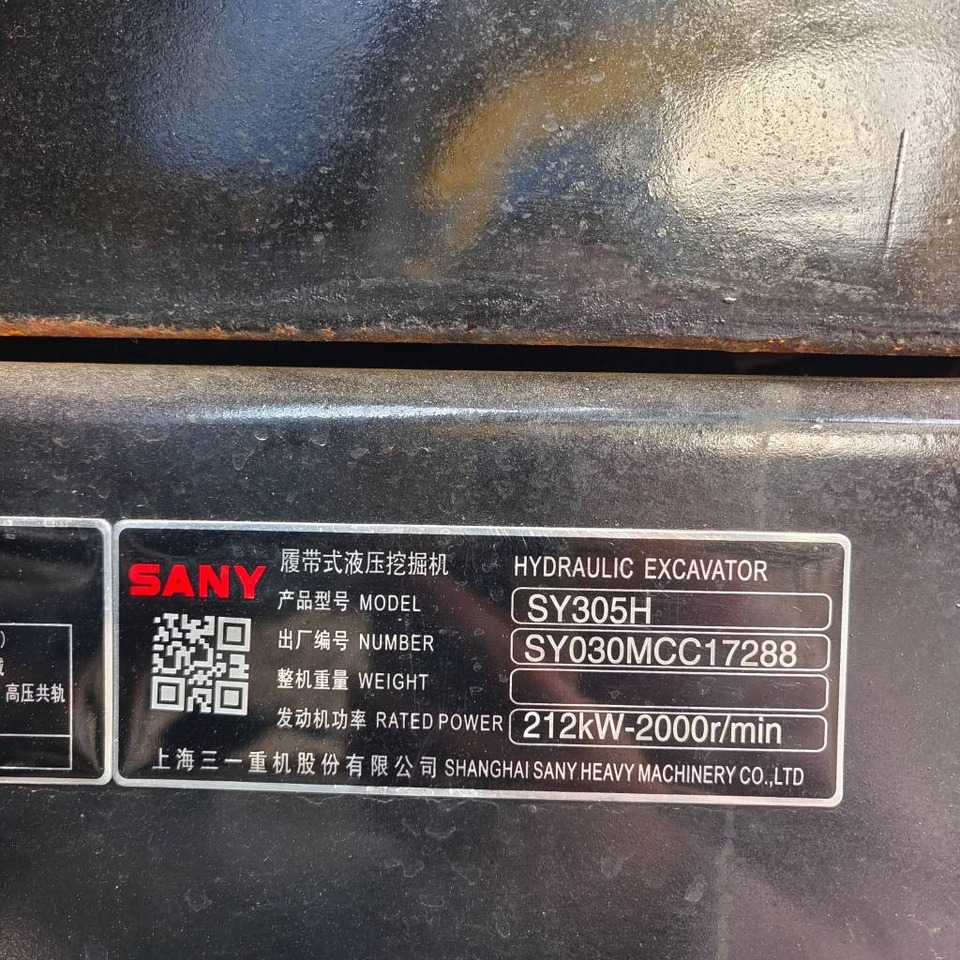 )
高压共轨
SANY
履带式液压挖掘机 HYDRAULIC EXCAVATOR
产品型号 MODEL SY305H
出厂编号 NUMBER SY030MCC17288
整机重量 WEIGHT
发动机功率 RATED POWER 212kW-2000r/min
上海三一重机股份有限公司 SHANGHAI SANY HEAVY MACHINERY CO.,LTD